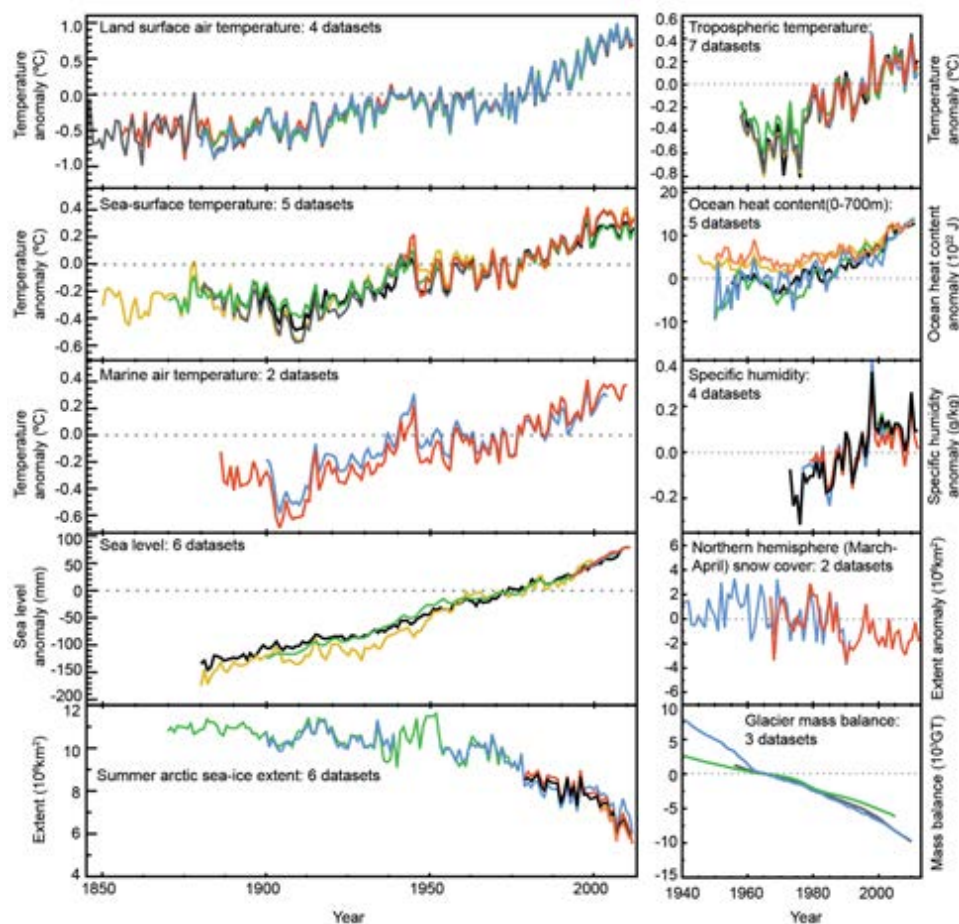 Land surface air temperature: 4 datasets
1.0
0.5
0.0
-0.5
-1.0
Temperature
anomaly (ºC)
Tropospheric temperature:
7 datasets
0.6
0.4
0.2
0.0
-0.2
-0.4
-0.6
-0.8
Temperature
anomaly (ºC)
Sea-surface temperature: 5 datasets
0.4
0.2
0.0
-0.2
-0.4
-0.6
Temperature
anomaly (ºC)
Ocean heat content(0-700m):
5 datasets
20
10
0
-10
Ocean heat content
anomaly (10²² J)
Marine air temperature: 2 datasets
0.4
0.2
0.0
-0.2
-0.4
-0.6
Temperature
anomaly (ºC)
Specific humidity:
4 datasets
0.4
0.2
0.0
-0.2
Specific humidity
anomaly (g/kg)
Sea level: 6 datasets
100
50
0
-50
-100
-150
-200
Sea level
anomaly (mm)
Northern hemisphere (March-
April) snow cover: 2 datasets
6
4
2
0
-2
-4
-6
Extent anomaly (10⁶km²)
Summer arctic sea-ice extent: 6 datasets
12
10
8
6
4
Extent (10⁶km²)
Glacier mass balance:
3 datasets
10
5
0
-5
-10
-15
Mass balance (10³GT)
1850
1900
1950
2000
Year
1940
1960
1980
2000
Year